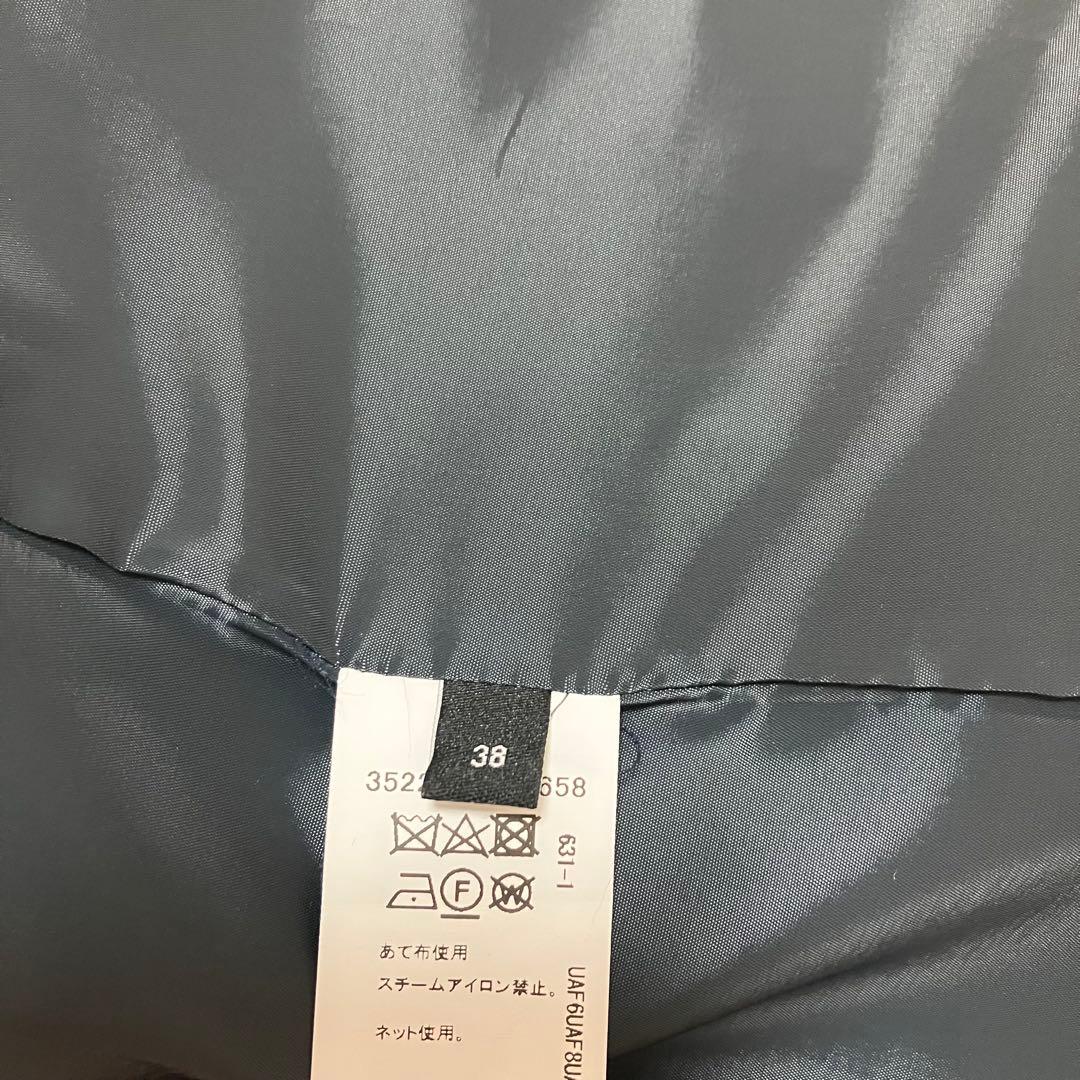 38
3522 658
631-1
F
W
あて布使用
スチームアイロン禁止。
ネット使用。
UAF6UAF8U